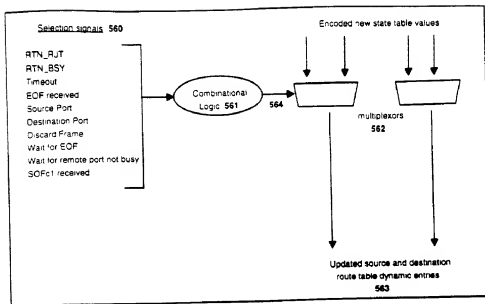 Selection signals 560
Encoded new state table values
RTN_RJT
RTN_BSY
Timeout
EOF received
Source Port
Destination Port
Discard Frame
Wait for EOF
Wait for remote port not busy
SOFc1 received
Combinational
Logic 561
564
multiplexors
562
Updated source and destination
route table dynamic entries
563